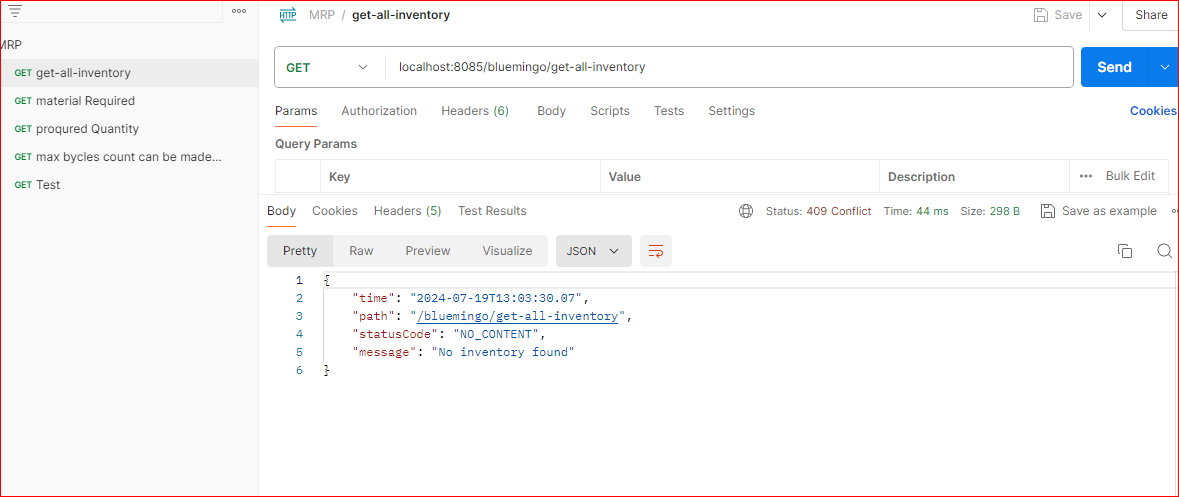 MRP / get-all-inventory
Save
Share
MRP
GET get-all-inventory
GET material Required
GET proqured Quantity
GET max bycles count can be made...
GET Test
GET localhost:8085/bluemingo/get-all-inventory
Send
Params Authorization Headers (6) Body Scripts Tests Settings
Cookies
Query Params
Key Value Description Bulk Edit
Body Cookies Headers (5) Test Results
Status: 409 Conflict Time: 44 ms Size: 298 B Save as example
Pretty Raw Preview Visualize JSON
1 {
2 "time": "2024-07-19T13:03:30.07",
3 "path": "/bluemingo/get-all-inventory",
4 "statusCode": "NO_CONTENT",
5 "message": "No inventory found"
6 }